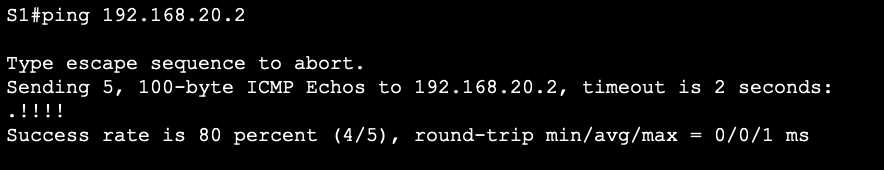 S1#ping 192.168.20.2
Type escape sequence to abort.
Sending 5, 100-byte ICMP Echos to 192.168.20.2, timeout is 2 seconds:
.!!!!
Success rate is 80 percent (4/5), round-trip min/avg/max = 0/0/1 ms